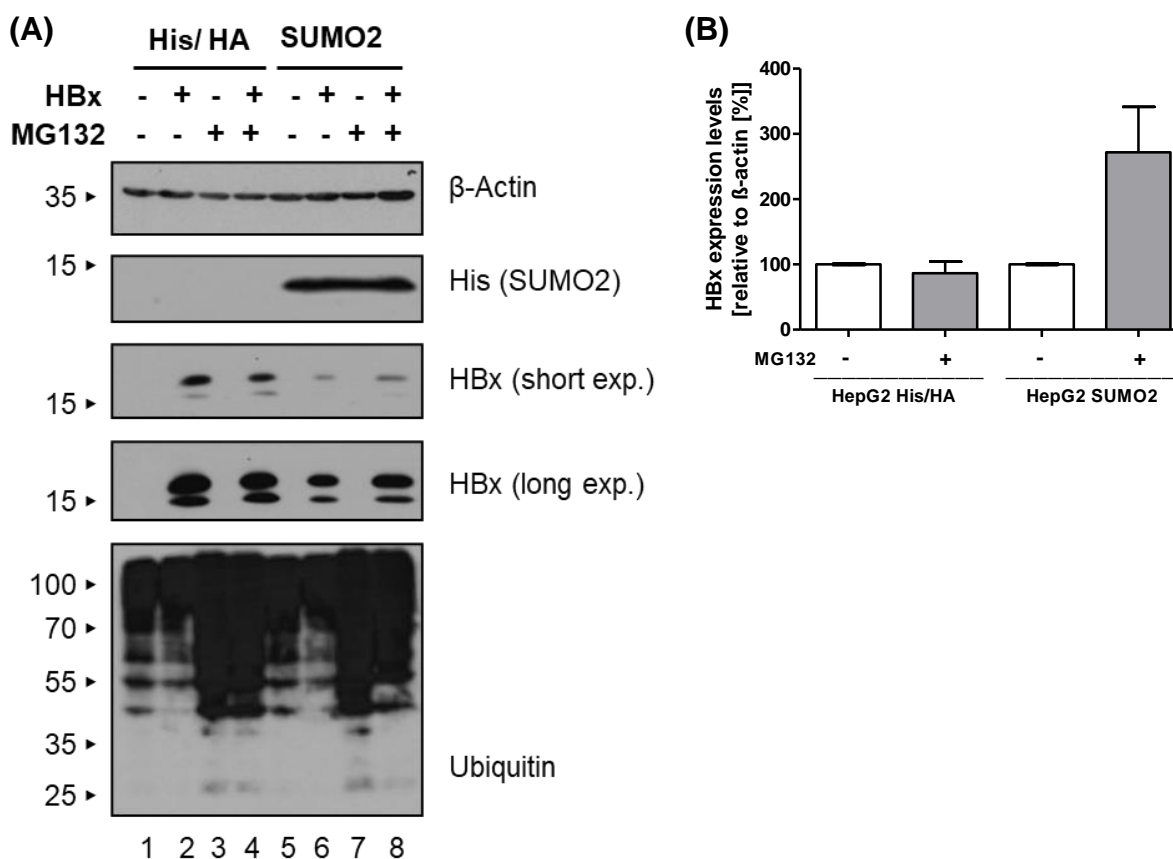 (A)
His/ HA SUMO2
HBx - + - + - + - +
MG132 - - + + - - + +
35 ► β-Actin
15 ►
His (SUMO2)
HBx (short exp.)
15 ►
HBx (long exp.)
15 ►
100 ►
70 ►
55 ►
35 ►
Ubiquitin
25 ►
1 2 3 4 5 6 7 8
(B)
HBx expression levels
[relative to ß-actin [%]]
400
300
200
100
0
MG132 - + - +
HepG2 His/HA HepG2 SUMO2